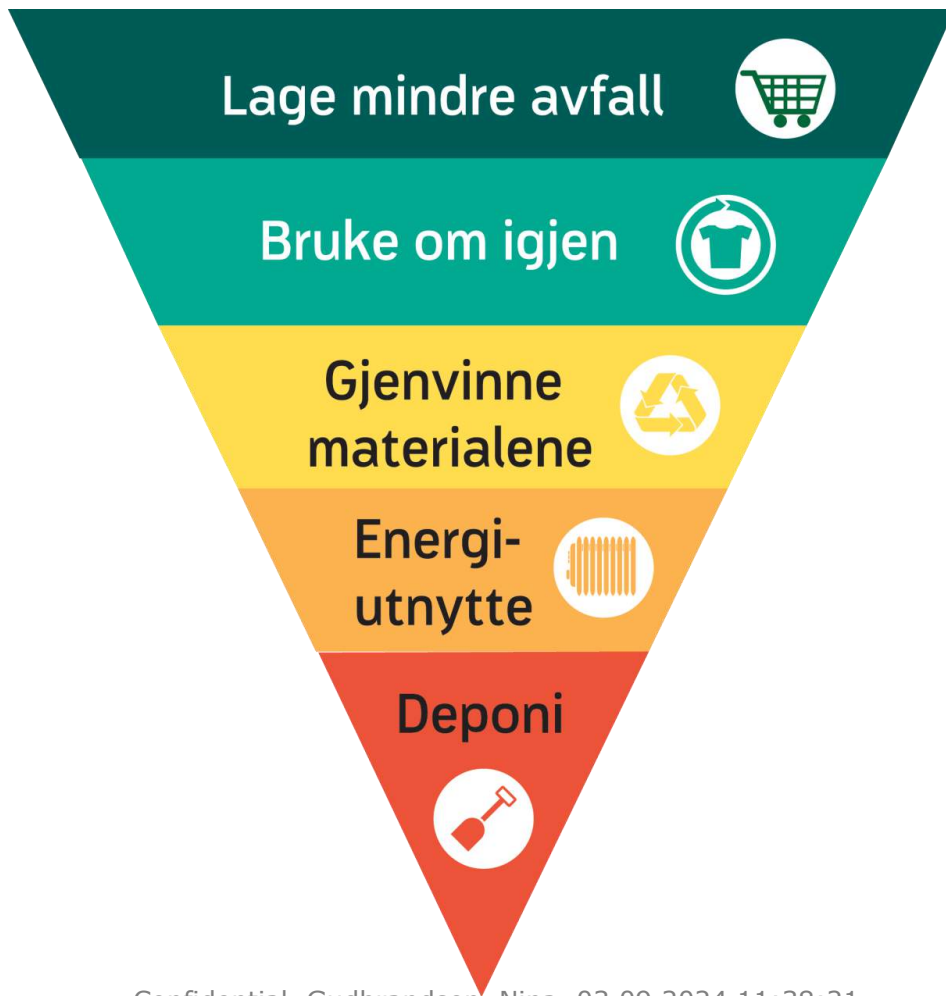 Lage mindre avfall
Bruke om igjen
Gjenvinne
materialene
Energi-
utnytte
Deponi